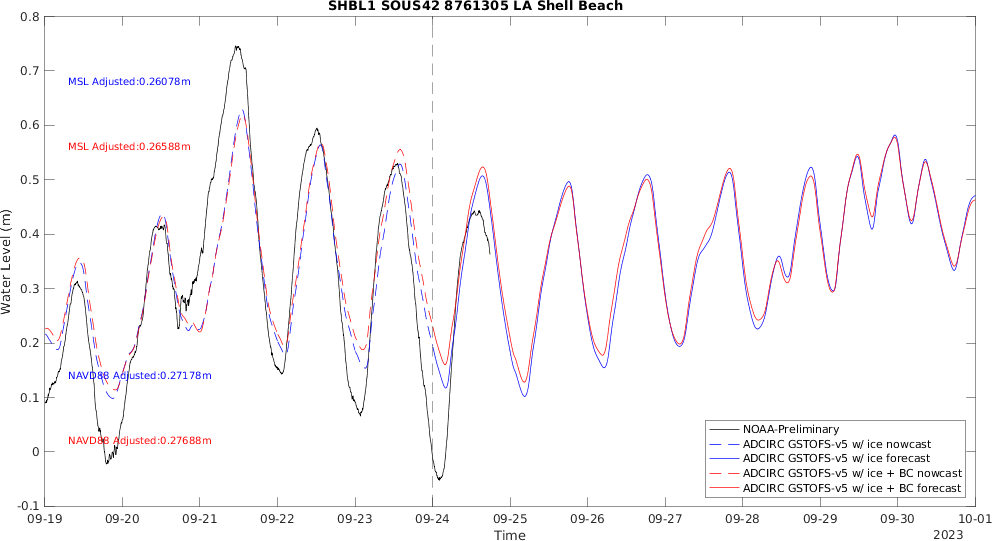 SHBL1 SOUS42 8761305 LA Shell Beach
0.8
0.7
0.6
0.5
0.4
0.3
0.2
0.1
0
-0.1
Water Level (m)
MSL Adjusted:0.26078m
MSL Adjusted:0.26588m
NAVD88 Adjusted:0.27178m
NAVD88 Adjusted:0.27688m
NOAA-Preliminary
ADCIRC GSTOFS-v5 w/ ice nowcast
ADCIRC GSTOFS-v5 w/ ice forecast
ADCIRC GSTOFS-v5 w/ ice + BC nowcast
ADCIRC GSTOFS-v5 w/ ice + BC forecast
09-19 09-20 09-21 09-22 09-23 09-24 09-25 09-26 09-27 09-28 09-29 09-30 10-01
Time
2023